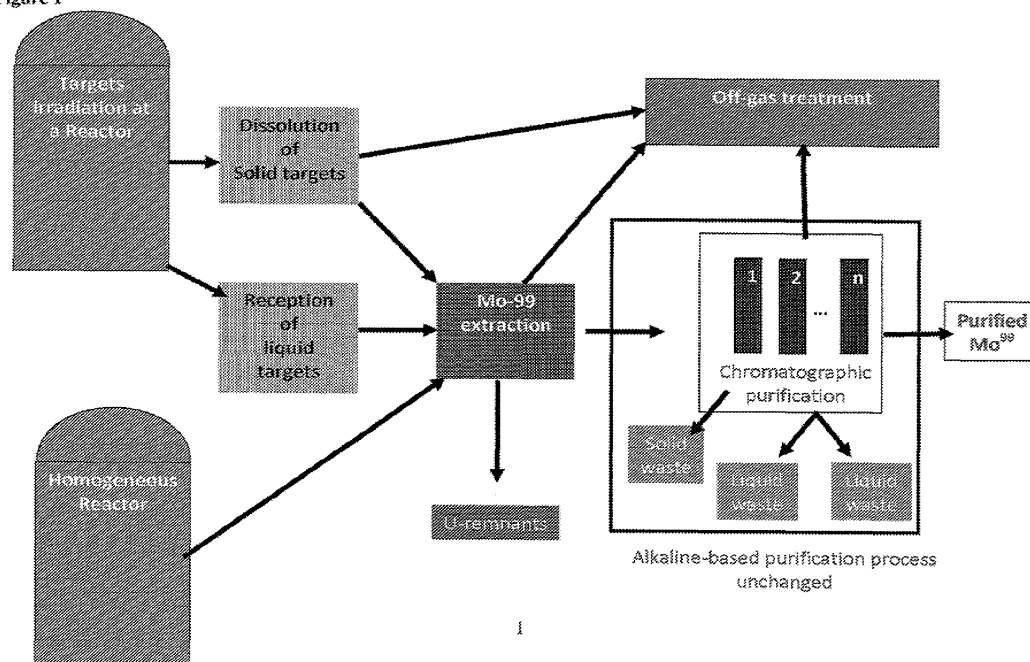 Figure 1
Targets
Irradiation at
a Reactor
Dissolution
of
Solid targets
Off-gas treatment
Reception
of
liquid
targets
Mo-99
extraction
1
2
...
n
Chromatographic
purification
Purified
Mo⁹⁹
Solid
waste
Liquid
waste
Liquid
waste
Homogeneous
Reactor
U-remnants
Alkaline-based purification process
unchanged
1